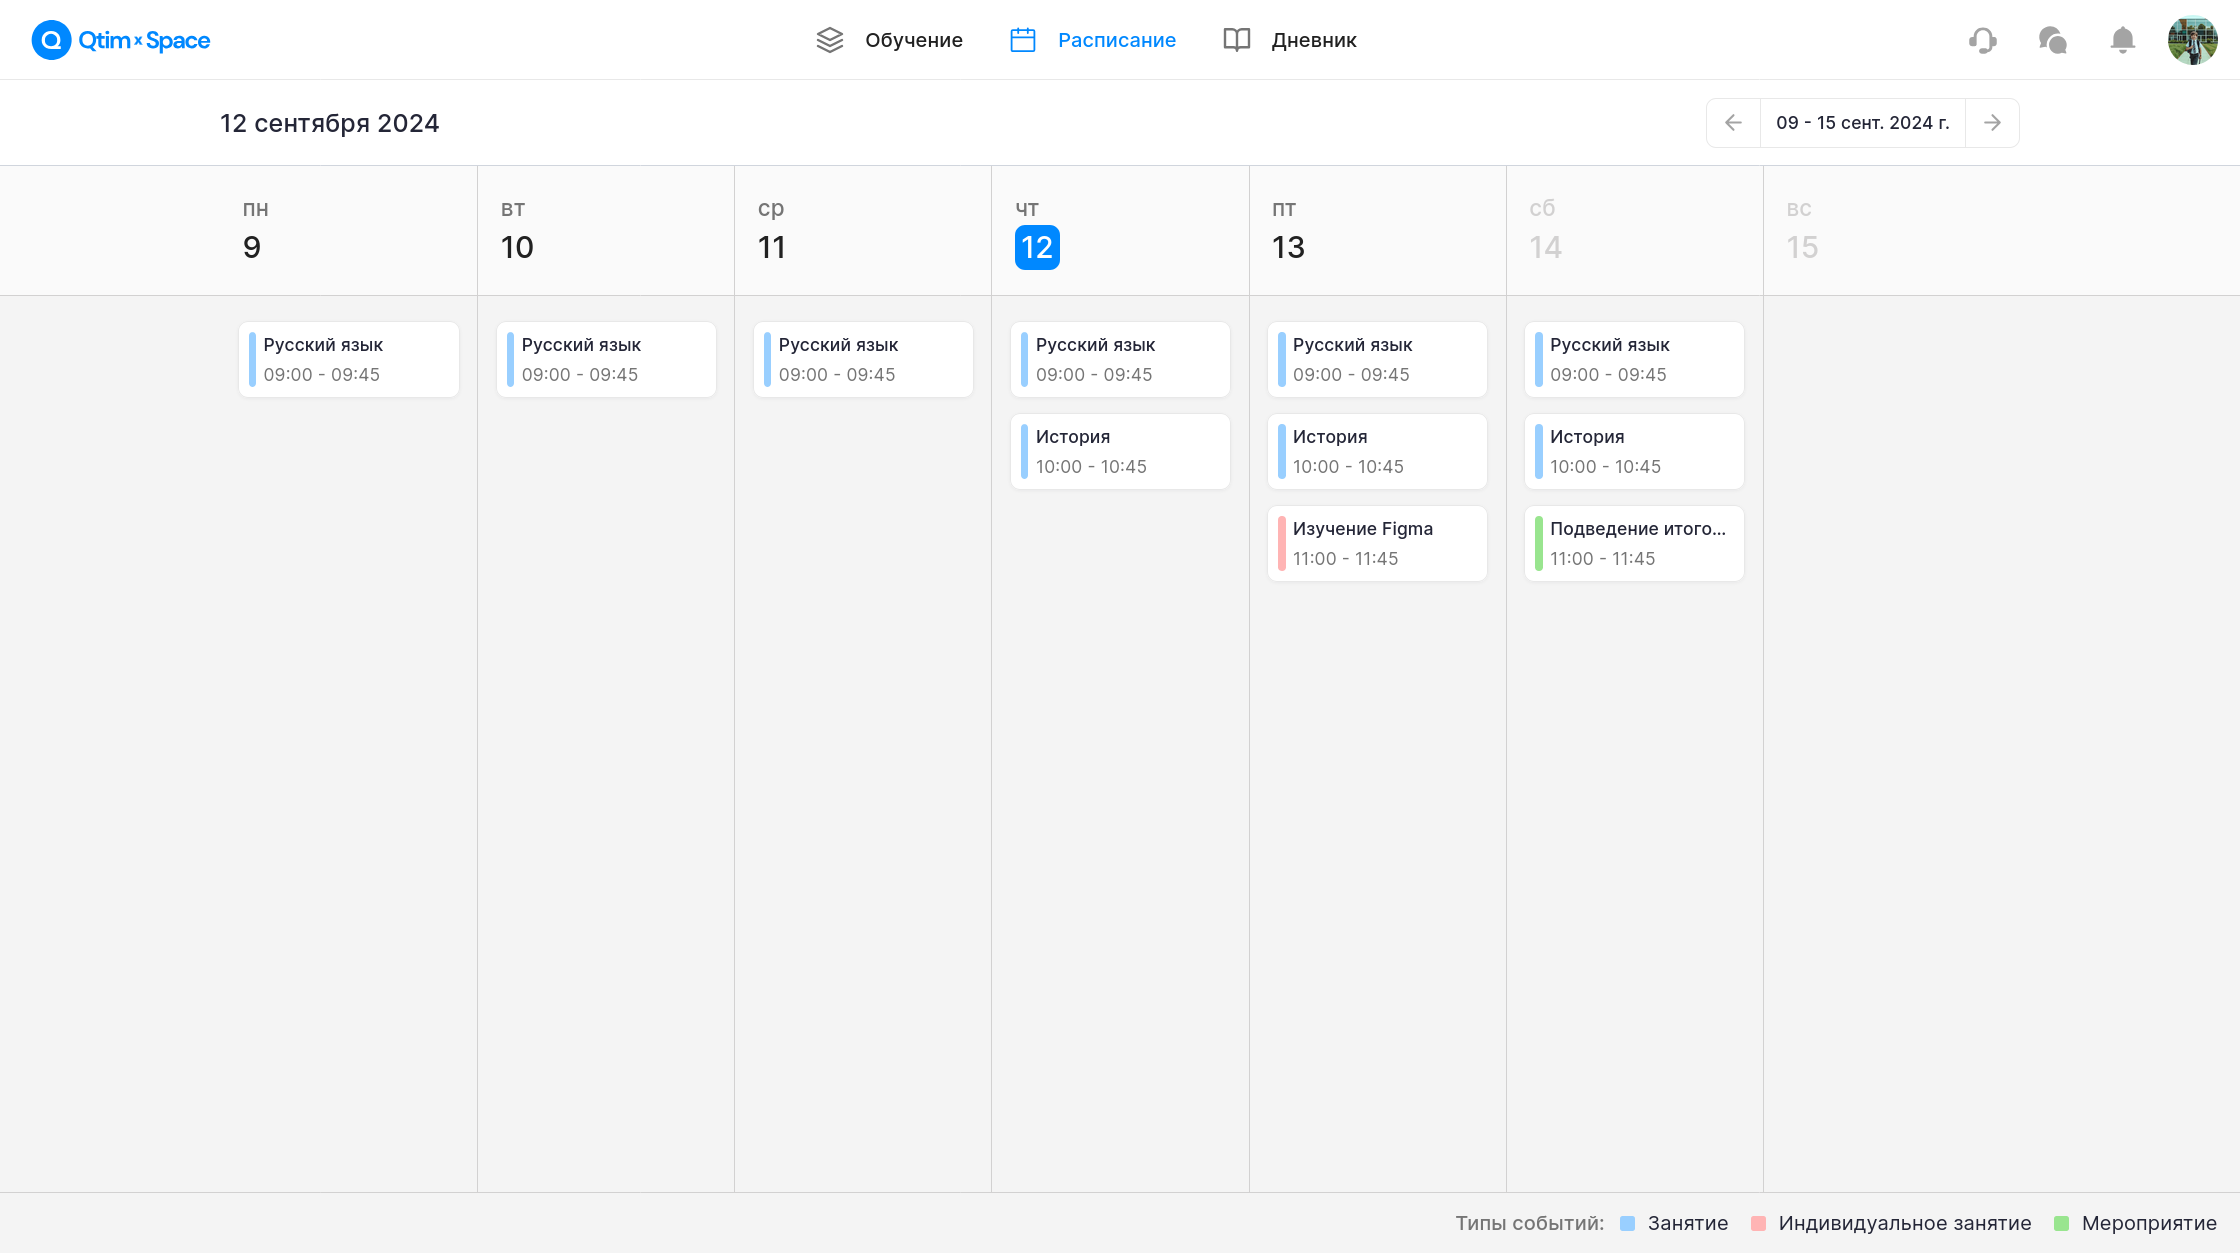 Qtim x Space
Обучение
Расписание
Дневник
12 сентября 2024
09 - 15 сент. 2024 г.
пн
9
вт
10
ср
11
чт
12
пт
13
сб
14
вс
15
Русский язык
09:00 - 09:45
Русский язык
09:00 - 09:45
Русский язык
09:00 - 09:45
Русский язык
09:00 - 09:45
История
10:00 - 10:45
Русский язык
09:00 - 09:45
История
10:00 - 10:45
Изучение Figma
11:00 - 11:45
Русский язык
09:00 - 09:45
История
10:00 - 10:45
Подведение итого...
11:00 - 11:45
Типы событий:
Занятие
Индивидуальное занятие
Мероприятие